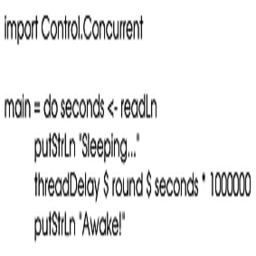 import Control.Concurrent
main = do seconds <- readLn
putStrLn "Sleeping..."
threadDelay $ round $ seconds * 1000000
putStrLn "Awake!"